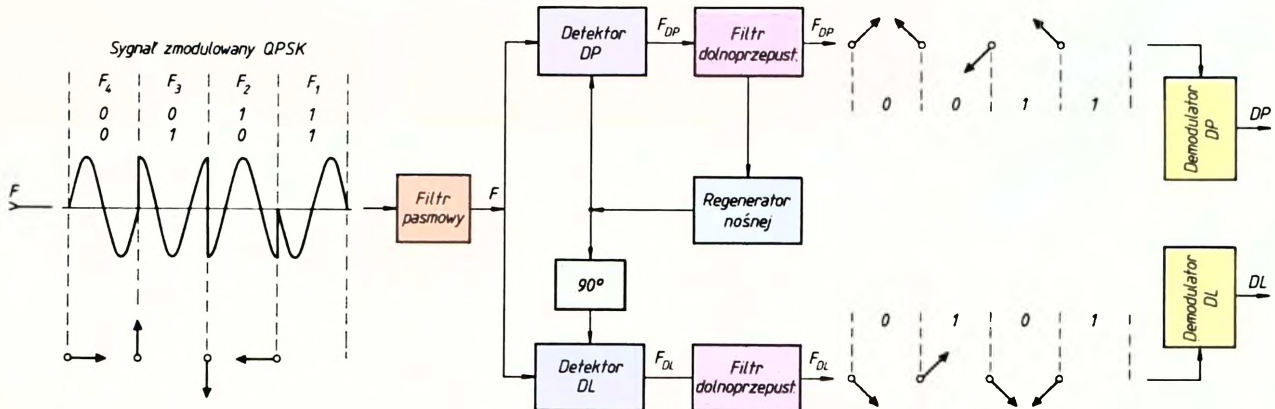 Sygnał zmodulowany QPSK
F4 F3 F2 F1
0 0 1 1
0 1 0 1
F
Filtr
pasmowy
F
Detektor
DP
FDP
Filtr
dolnoprzepust.
FDP
0 0 1 1
Demodulator
DP
DP
Regenerator
nośnej
90°
Detektor
DL
FDL
Filtr
dolnoprzepust.
FDL
0 1 0 1
Demodulator
DL
DL